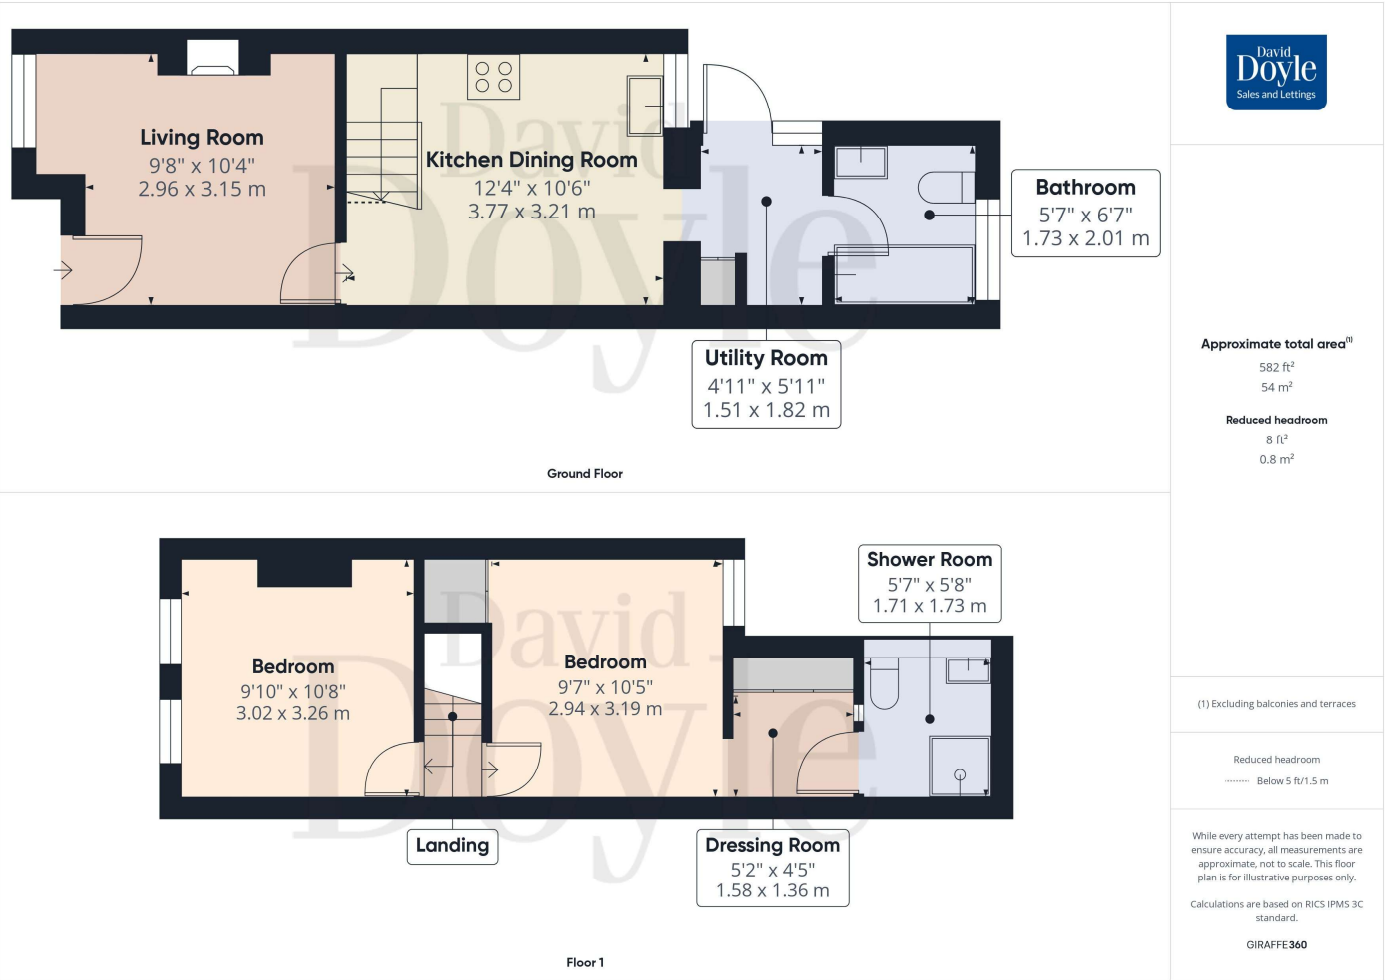 David
Doyle
Sales and Lettings
Living Room
9'8" x 10'4"
2.96 x 3.15 m
Kitchen Dining Room
12'4" x 10'6"
3.77 x 3.21 m
Bathroom
5'7" x 6'7"
1.73 x 2.01 m
Utility Room
4'11" x 5'11"
1.51 x 1.82 m
David
Doyle
Ground Floor
Approximate total area(1)
582 ft²
54 m²
Reduced headroom
8 ft²
0.8 m²
Shower Room
5'7" x 5'8"
1.71 x 1.73 m
Bedroom
9'10" x 10'8"
3.02 x 3.26 m
Bedroom
9'7" x 10'5"
2.94 x 3.19 m
Landing
Dressing Room
5'2" x 4'5"
1.58 x 1.36 m
David
Doyle
Floor 1
(1) Excluding balconies and terraces
Reduced headroom
Below 5 ft/1.5 m
While every attempt has been made to
ensure accuracy, all measurements are
approximate, not to scale. This floor
plan is for illustrative purposes only.
Calculations are based on RICS IPMS 3C
standard.
GIRAFFE360